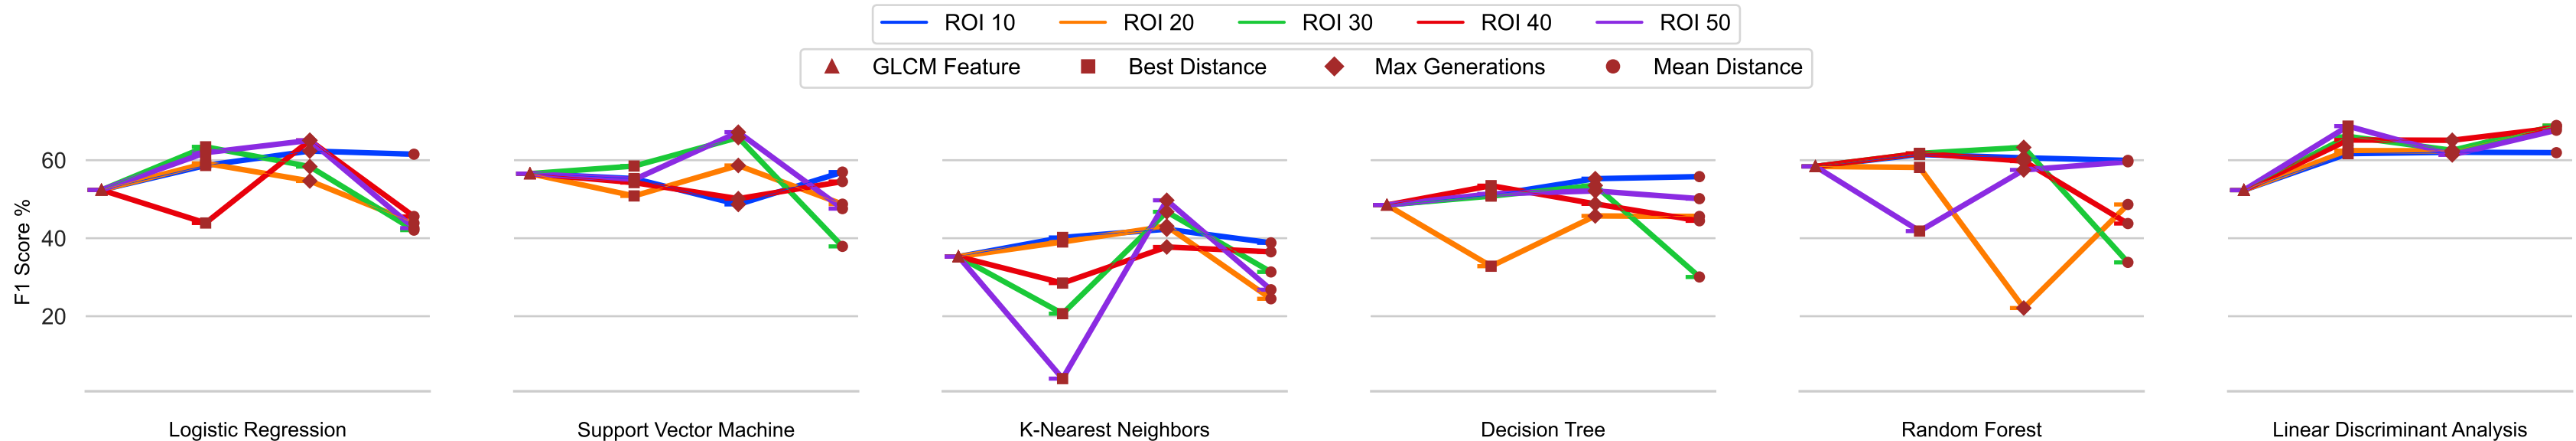 ROI 10 ROI 20 ROI 30 ROI 40 ROI 50
GLCM Feature Best Distance Max Generations Mean Distance
F1 Score %
60
40
20
Logistic Regression Support Vector Machine K-Nearest Neighbors Decision Tree Random Forest Linear Discriminant Analysis